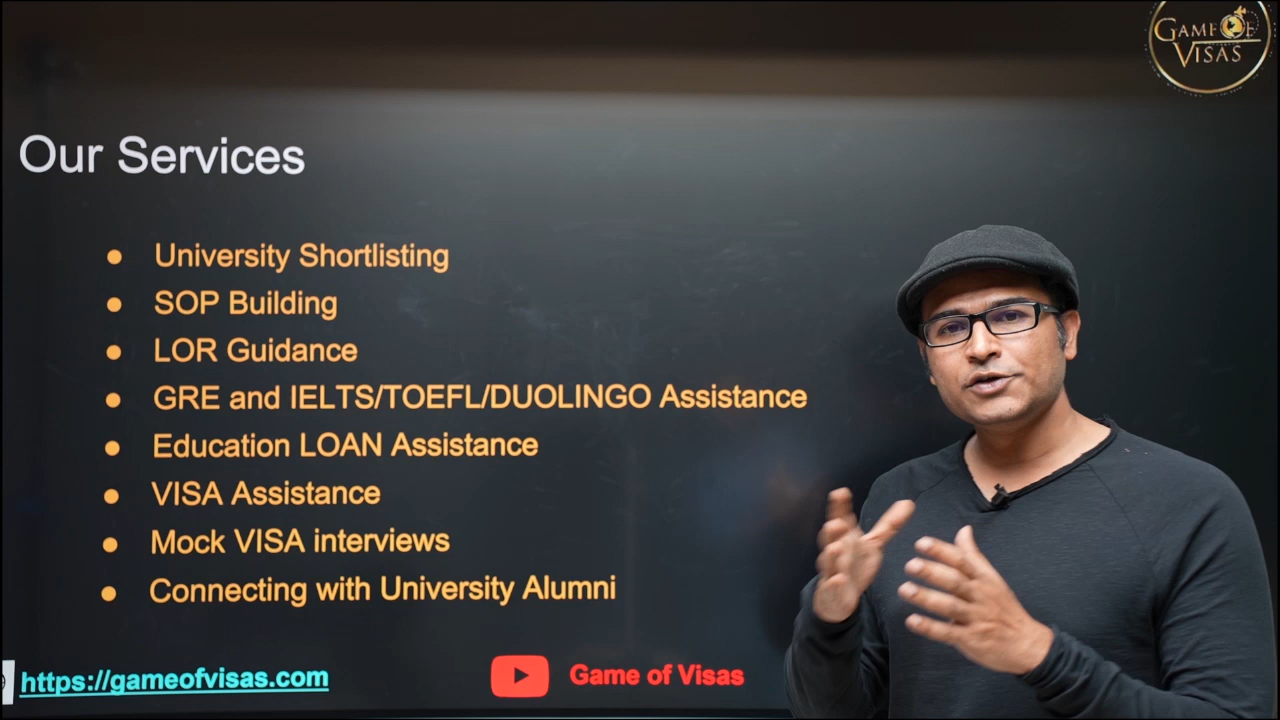 GAME OF
VISAS
Our Services
● University Shortlisting
● SOP Building
● LOR Guidance
● GRE and IELTS/TOEFL/DUOLINGO Assistance
● Education LOAN Assistance
● VISA Assistance
● Mock VISA interviews
● Connecting with University Alumni
https://gameofvisas.com
Game of Visas